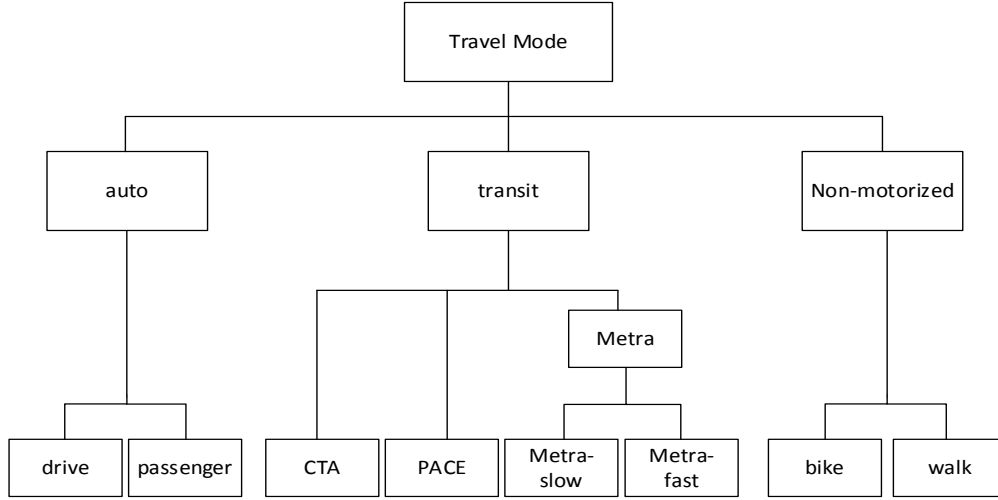 Travel Mode
auto
transit
Non-motorized
Metra
drive
passenger
CTA
PACE
Metra-
slow
Metra-
fast
bike
walk